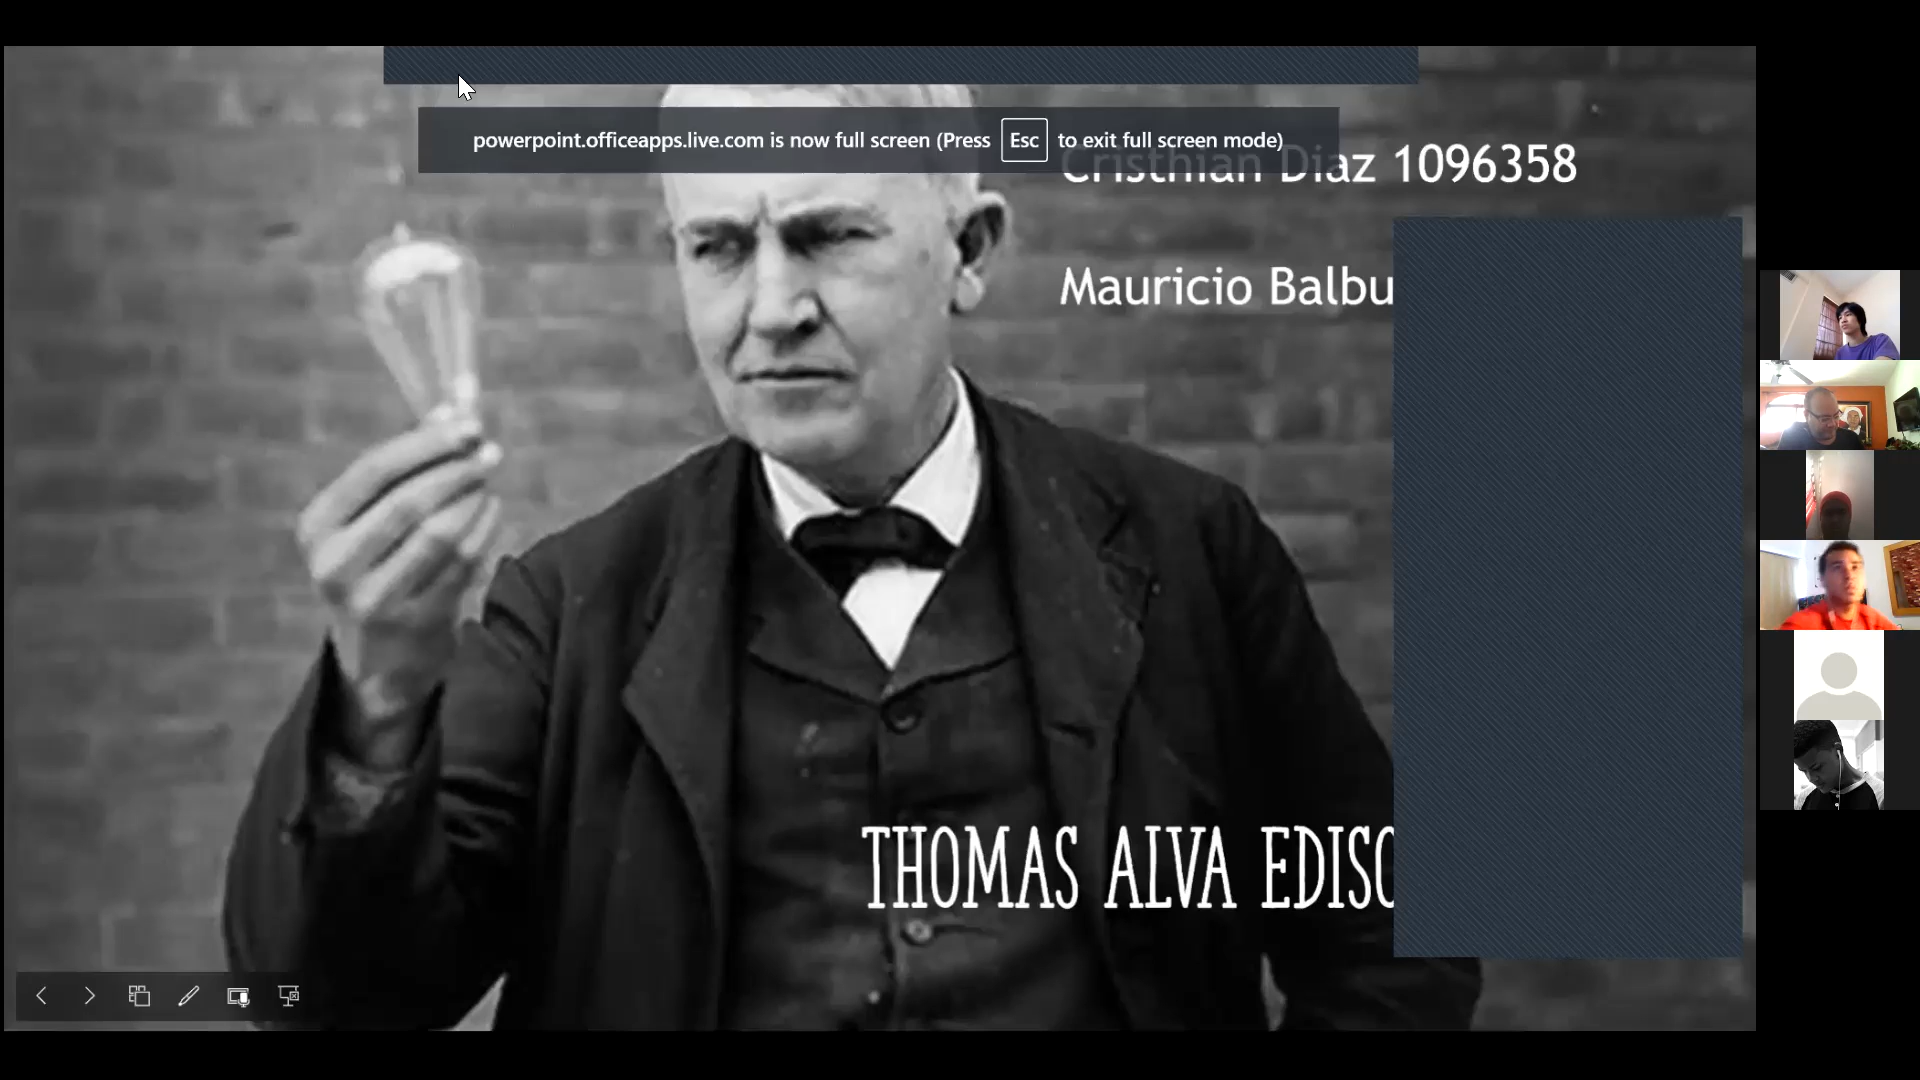 powerpoint.officeapps.live.com is now full screen (Press Esc to exit full screen mode)
Cristhian Diaz 1096358
Mauricio Balbu
THOMAS ALVA EDISO